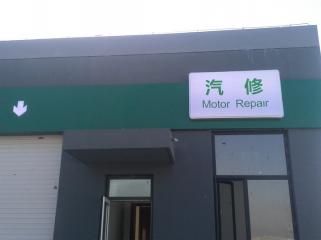 汽修
Motor Repair